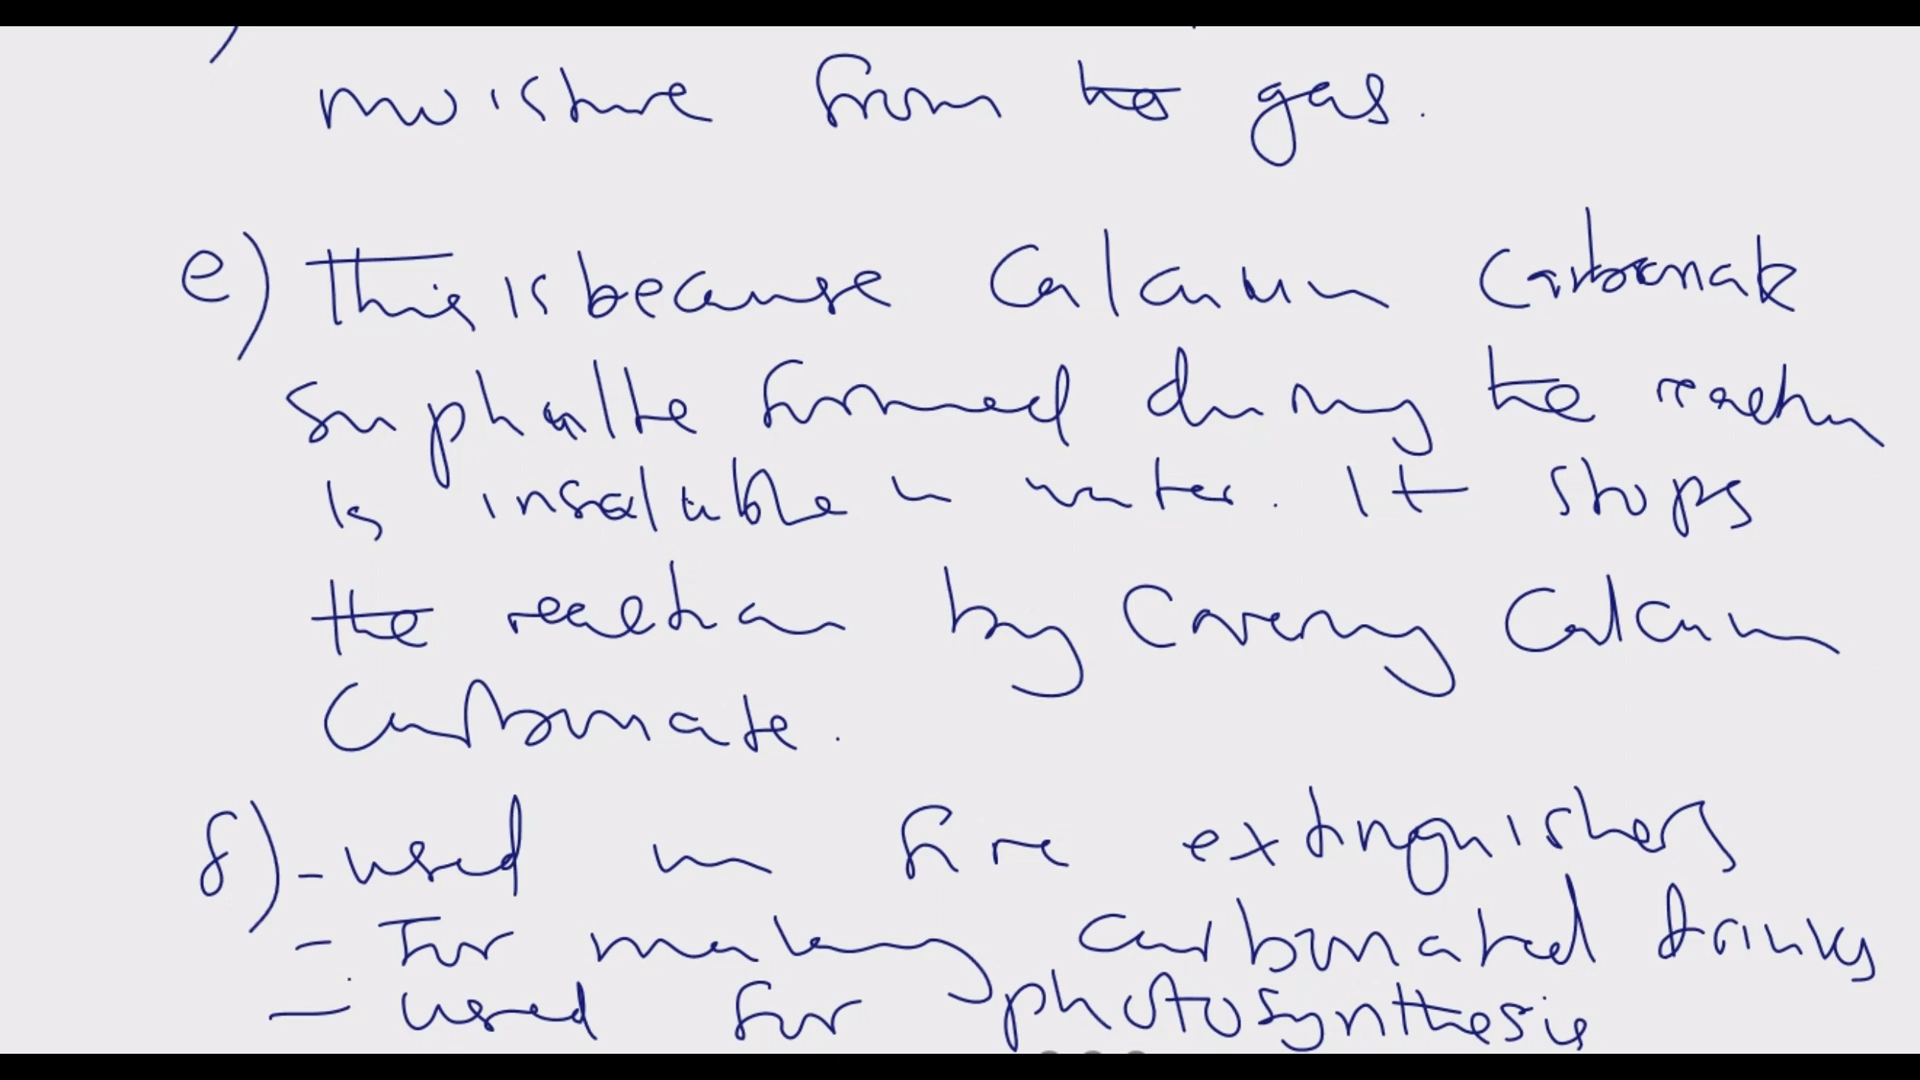 moisture from the gas.
e) This is because Calcium Carbonate
Suphalte formed during the reaction
is insoluble in water. It stops
the reaction by Covering Calcium
Carbonate.
f) - used in fire extinguishers
- For making carbonated drinks
- used for photosynthesis